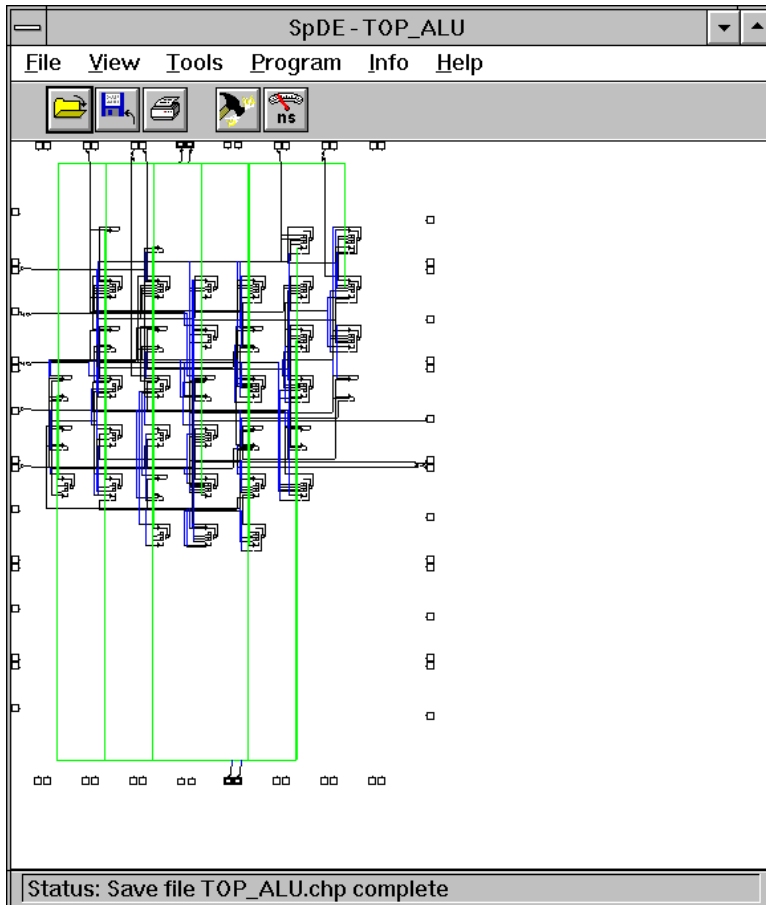 SpDE - TOP_ALU
File View Tools Program Info Help
ns
Status: Save file TOP_ALU.chp complete